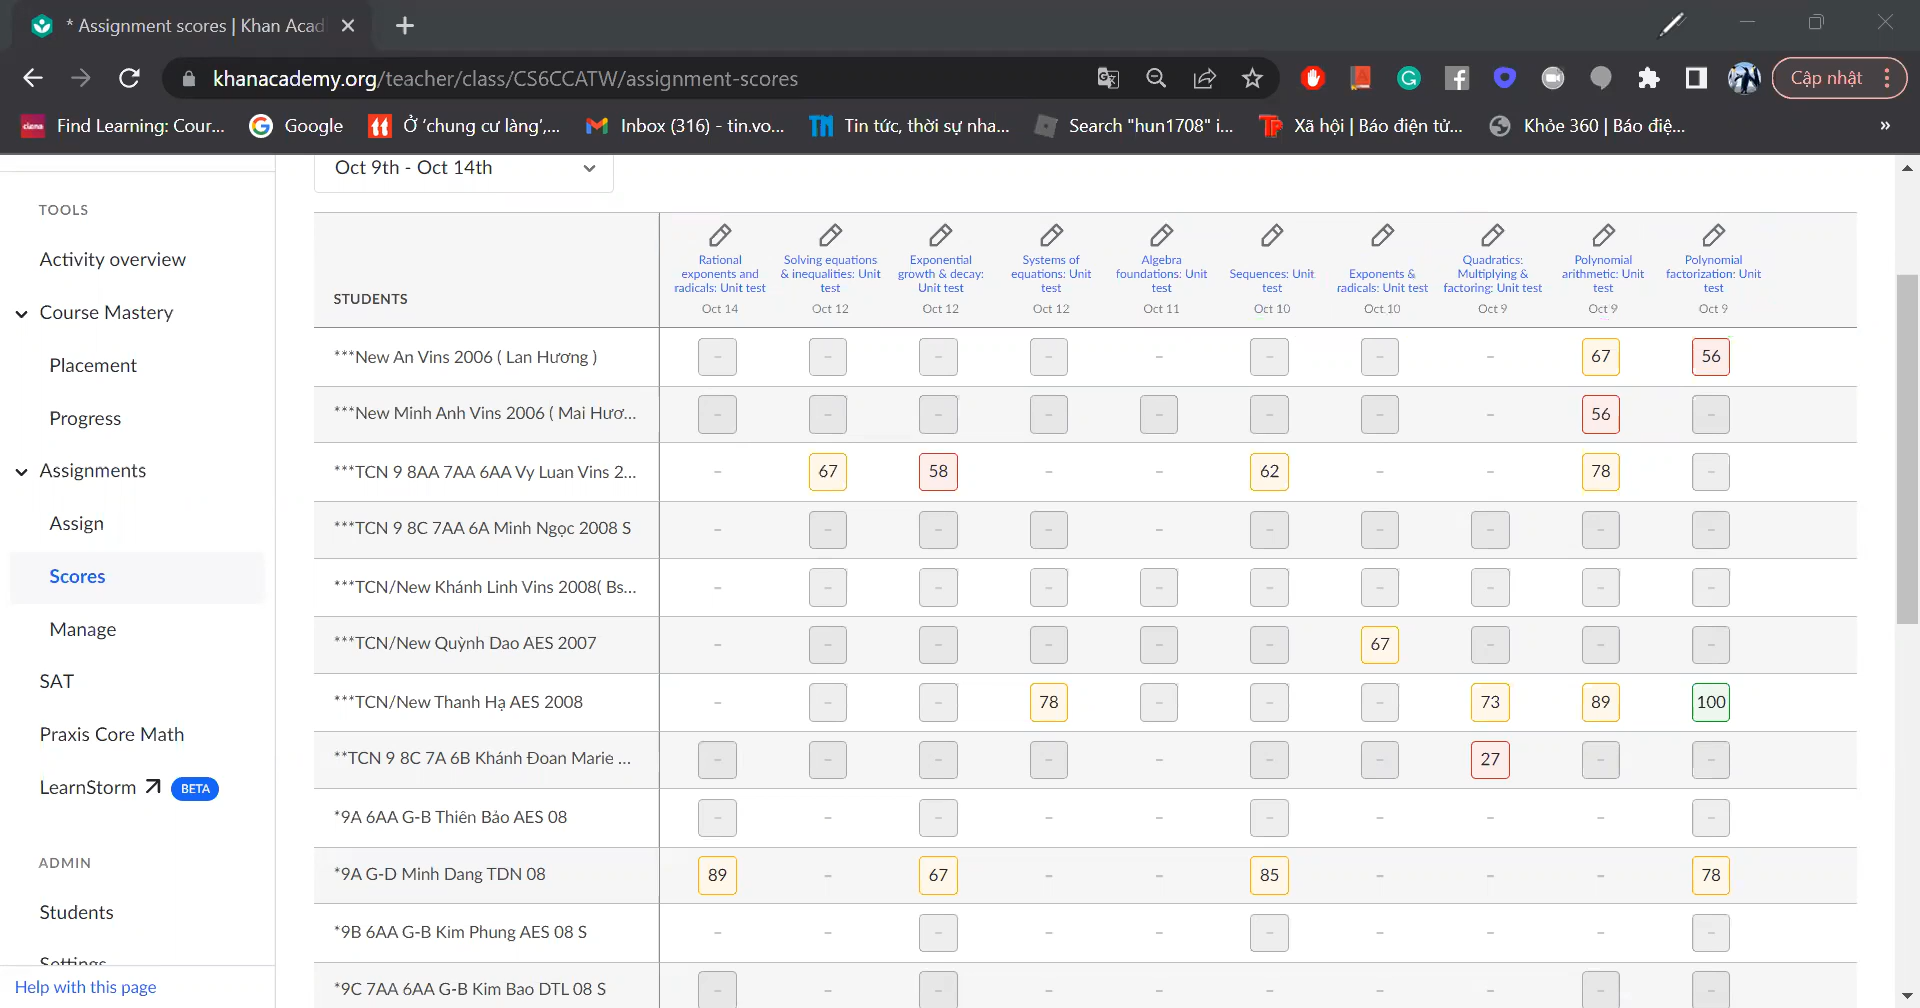 * Assignment scores | Khan Acad
khanacademy.org/teacher/class/CS6CCATW/assignment-scores
Cập nhật
Find Learning: Cour...
Google
Ở 'chung cư làng',...
Inbox (316) - tin.vo...
Tin tức, thời sự nha...
Search "hun1708" i...
Xã hội | Báo điện tử...
Khỏe 360 | Báo điệ...
»
Oct 9th - Oct 14th
TOOLS
Activity overview
Course Mastery
Placement
Progress
Assignments
Assign
Scores
Manage
SAT
Praxis Core Math
LearnStorm BETA
ADMIN
Students
Settings
Help with this page
STUDENTS
Rational exponents and radicals: Unit test Oct 14
Solving equations & inequalities: Unit test Oct 12
Exponential growth & decay: Unit test Oct 12
Systems of equations: Unit test Oct 12
Algebra foundations: Unit test Oct 11
Sequences: Unit test Oct 10
Exponents & radicals: Unit test Oct 10
Quadratics: Multiplying & factoring: Unit test Oct 9
Polynomial arithmetic: Unit test Oct 9
Polynomial factorization: Unit test Oct 9
***New An Vins 2006 ( Lan Hương ) – – – – – – – – 67 56
***New Minh Anh Vins 2006 ( Mai Hươ... – – – – – – – – 56 –
***TCN 9 8AA 7AA 6AA Vy Luan Vins 2... – 67 58 – – 62 – – 78 –
***TCN 9 8C 7AA 6A Minh Ngọc 2008 S – – – – – – – – – –
***TCN/New Khánh Linh Vins 2008( Bs... – – – – – – – – – –
***TCN/New Quỳnh Dao AES 2007 – – – – – – 67 – – –
***TCN/New Thanh Hạ AES 2008 – – – 78 – – – 73 89 100
**TCN 9 8C 7A 6B Khánh Đoan Marie ... – – – – – – – 27 – –
*9A 6AA G-B Thiên Bảo AES 08 – – – – – – – – – –
*9A G-D Minh Dang TDN 08 89 – 67 – – 85 – – – 78
*9B 6AA G-B Kim Phung AES 08 S – – – – – – – – – –
*9C 7AA 6AA G-B Kim Bao DTL 08 S – – – – – – – – – –